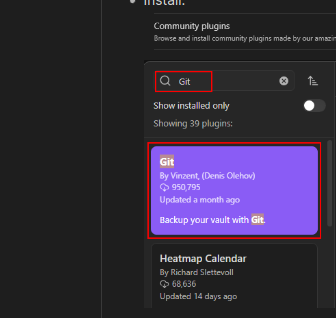 Install:
Community plugins
Browse and install community plugins made by our amazin
Git
Show installed only
Showing 39 plugins:
Git
By Vinzent, (Denis Olehov)
950,795
Updated a month ago
Backup your vault with Git.
Heatmap Calendar
By Richard Slettevoll
68,636
Updated 14 days ago